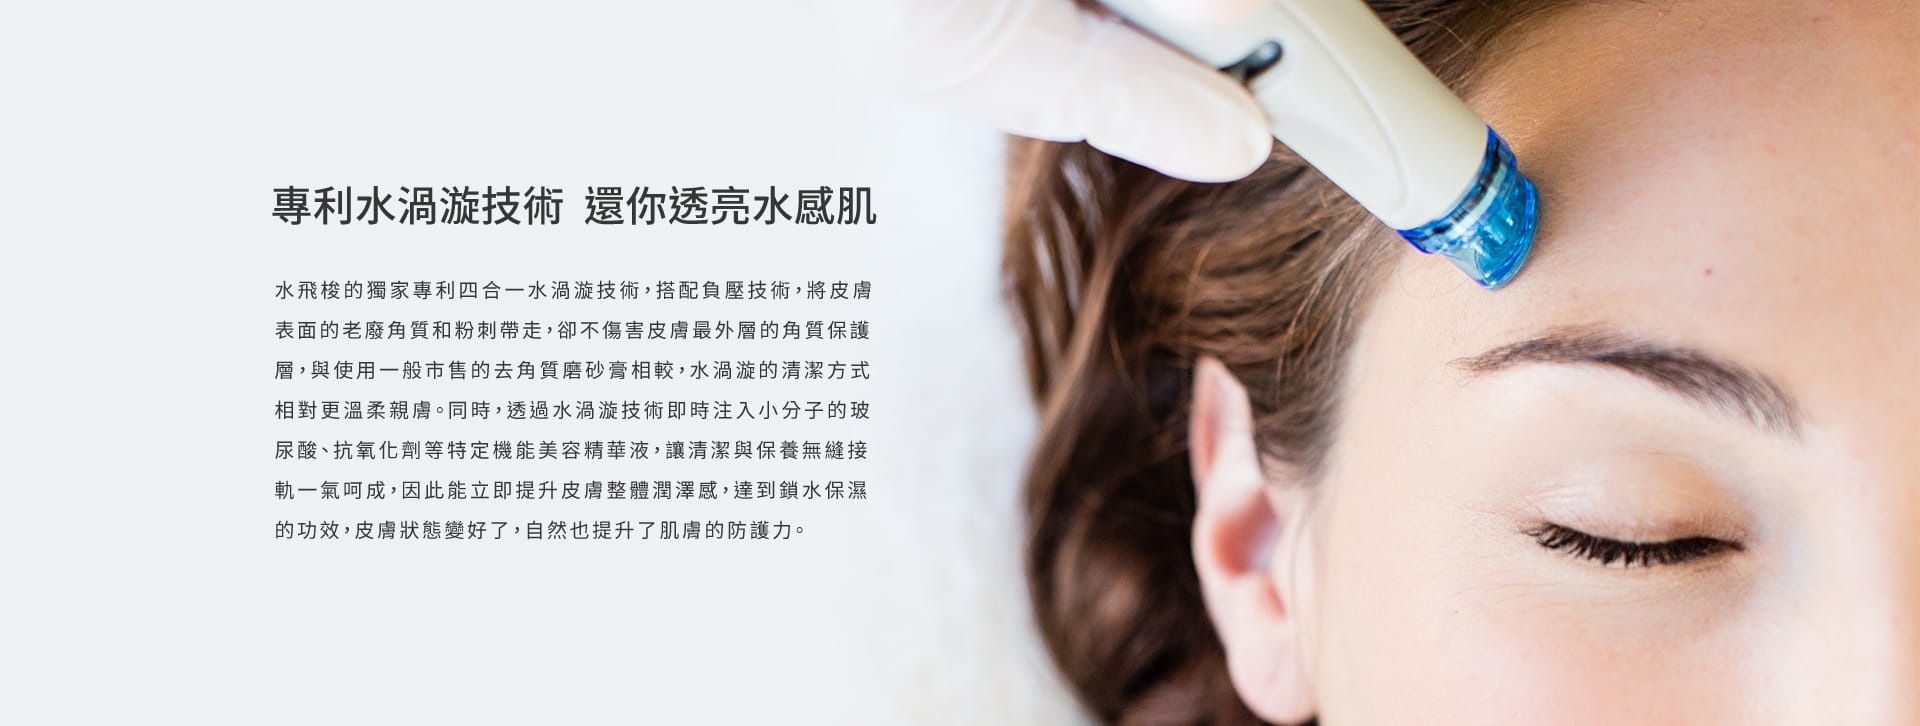 專利水渦漩技術 還你透亮水感肌
水飛梭的獨家專利四合一水渦漩技術，搭配負壓技術，將皮膚
表面的老廢角質和粉刺帶走，卻不傷害皮膚最外層的角質保護
層，與使用一般市售的去角質磨砂膏相較，水渦漩的清潔方式
相對更溫柔親膚。同時，透過水渦漩技術即時注入小分子的玻
尿酸、抗氧化劑等特定機能美容精華液，讓清潔與保養無縫接
軌一氣呵成，因此能立即提升皮膚整體潤澤感，達到鎖水保濕
的功效，皮膚狀態變好了，自然也提升了肌膚的防護力。